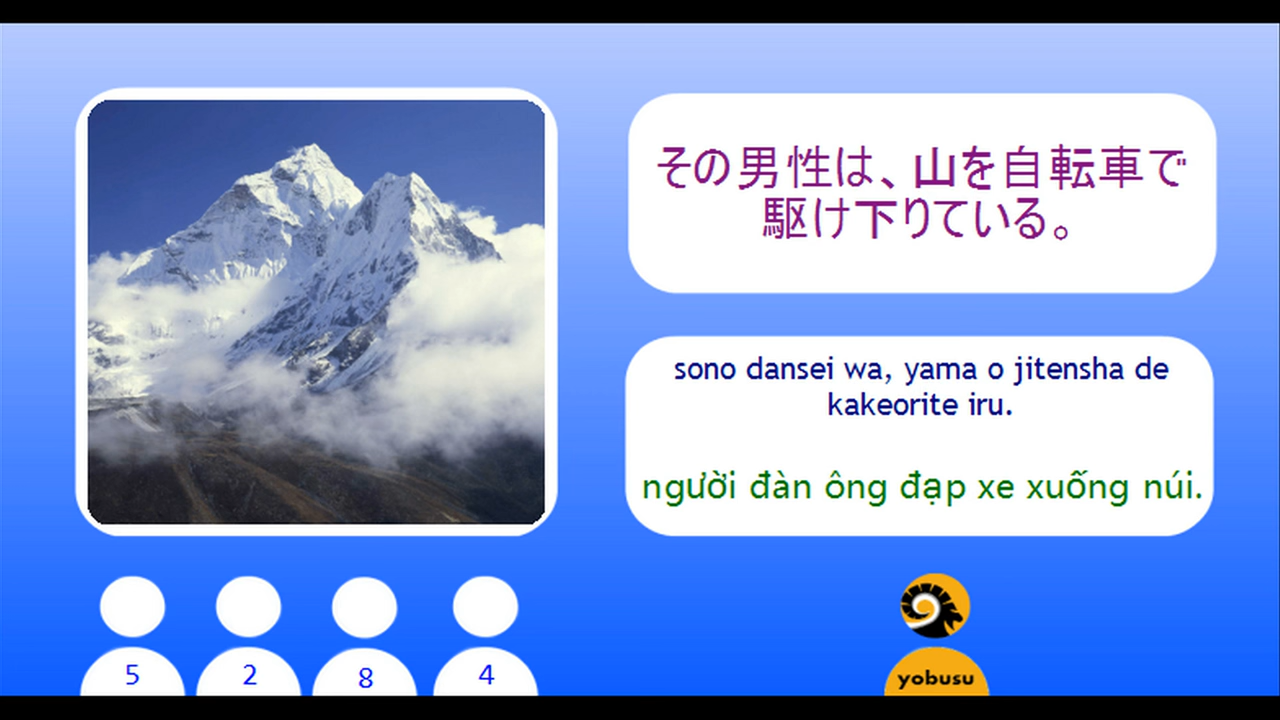 その男性は、山を自転車で
駆け下りている。
sono dansei wa, yama o jitensha de
kakeorite iru.
người đàn ông đạp xe xuống núi.
5
2
8
4
yobusu